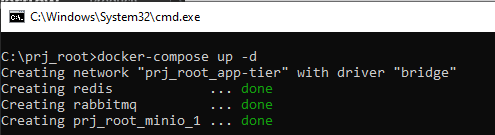 C:\Windows\System32\cmd.exe
C:\prj_root>docker-compose up -d
Creating network "prj_root_app-tier" with driver "bridge"
Creating redis            ... done
Creating rabbitmq         ... done
Creating prj_root_minio_1 ... done